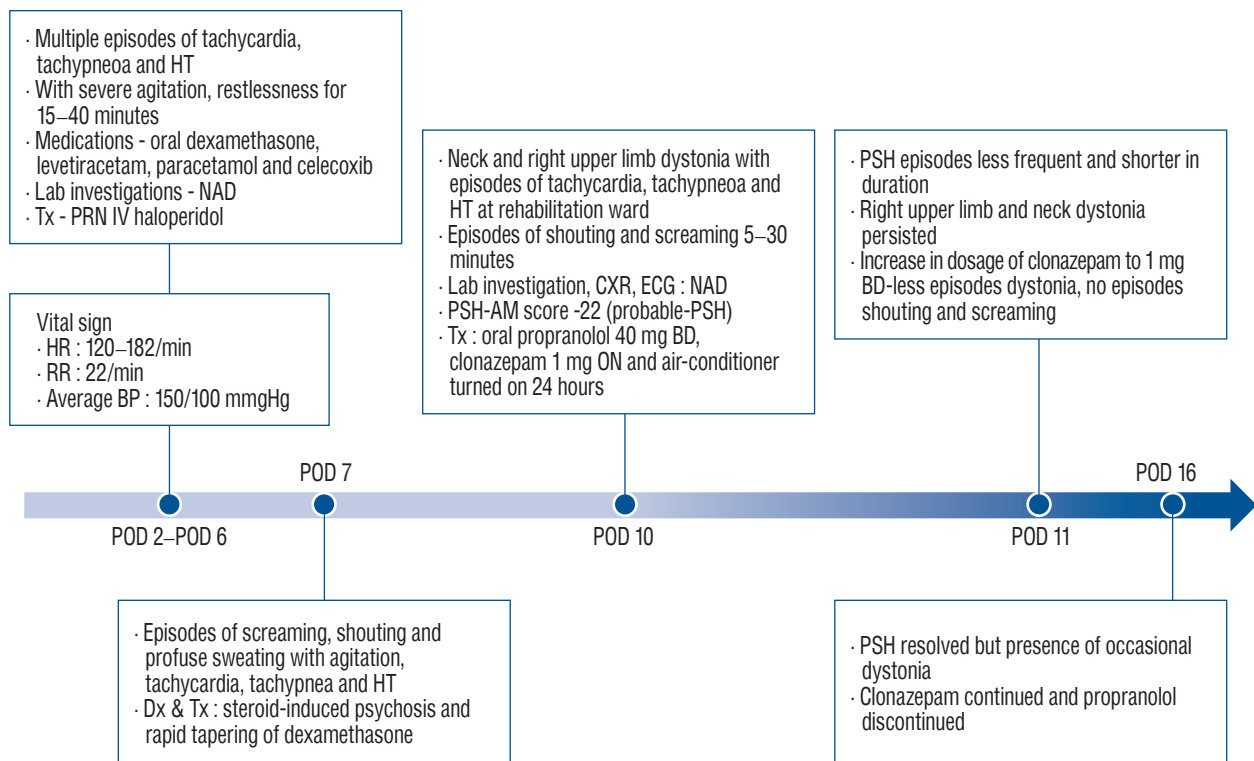 · Multiple episodes of tachycardia,
tachypneoa and HT
· With severe agitation, restlessness for
15–40 minutes
· Medications - oral dexamethasone,
levetiracetam, paracetamol and celecoxib
· Lab investigations - NAD
· Tx - PRN IV haloperidol
Vital sign
· HR : 120–182/min
· RR : 22/min
· Average BP : 150/100 mmgHg
· Neck and right upper limb dystonia with
episodes of tachycardia, tachypneoa and
HT at rehabilitation ward
· Episodes of shouting and screaming 5–30
minutes
· Lab investigation, CXR, ECG : NAD
· PSH-AM score -22 (probable-PSH)
· Tx : oral propranolol 40 mg BD,
clonazepam 1 mg ON and air-conditioner
turned on 24 hours
· PSH episodes less frequent and shorter in
duration
· Right upper limb and neck dystonia
persisted
· Increase in dosage of clonazepam to 1 mg
BD-less episodes dystonia, no episodes
shouting and screaming
POD 7
POD 16
POD 2–POD 6
POD 10
POD 11
· Episodes of screaming, shouting and
profuse sweating with agitation,
tachycardia, tachypnea and HT
· Dx & Tx : steroid-induced psychosis and
rapid tapering of dexamethasone
· PSH resolved but presence of occasional
dystonia
· Clonazepam continued and propranolol
discontinued